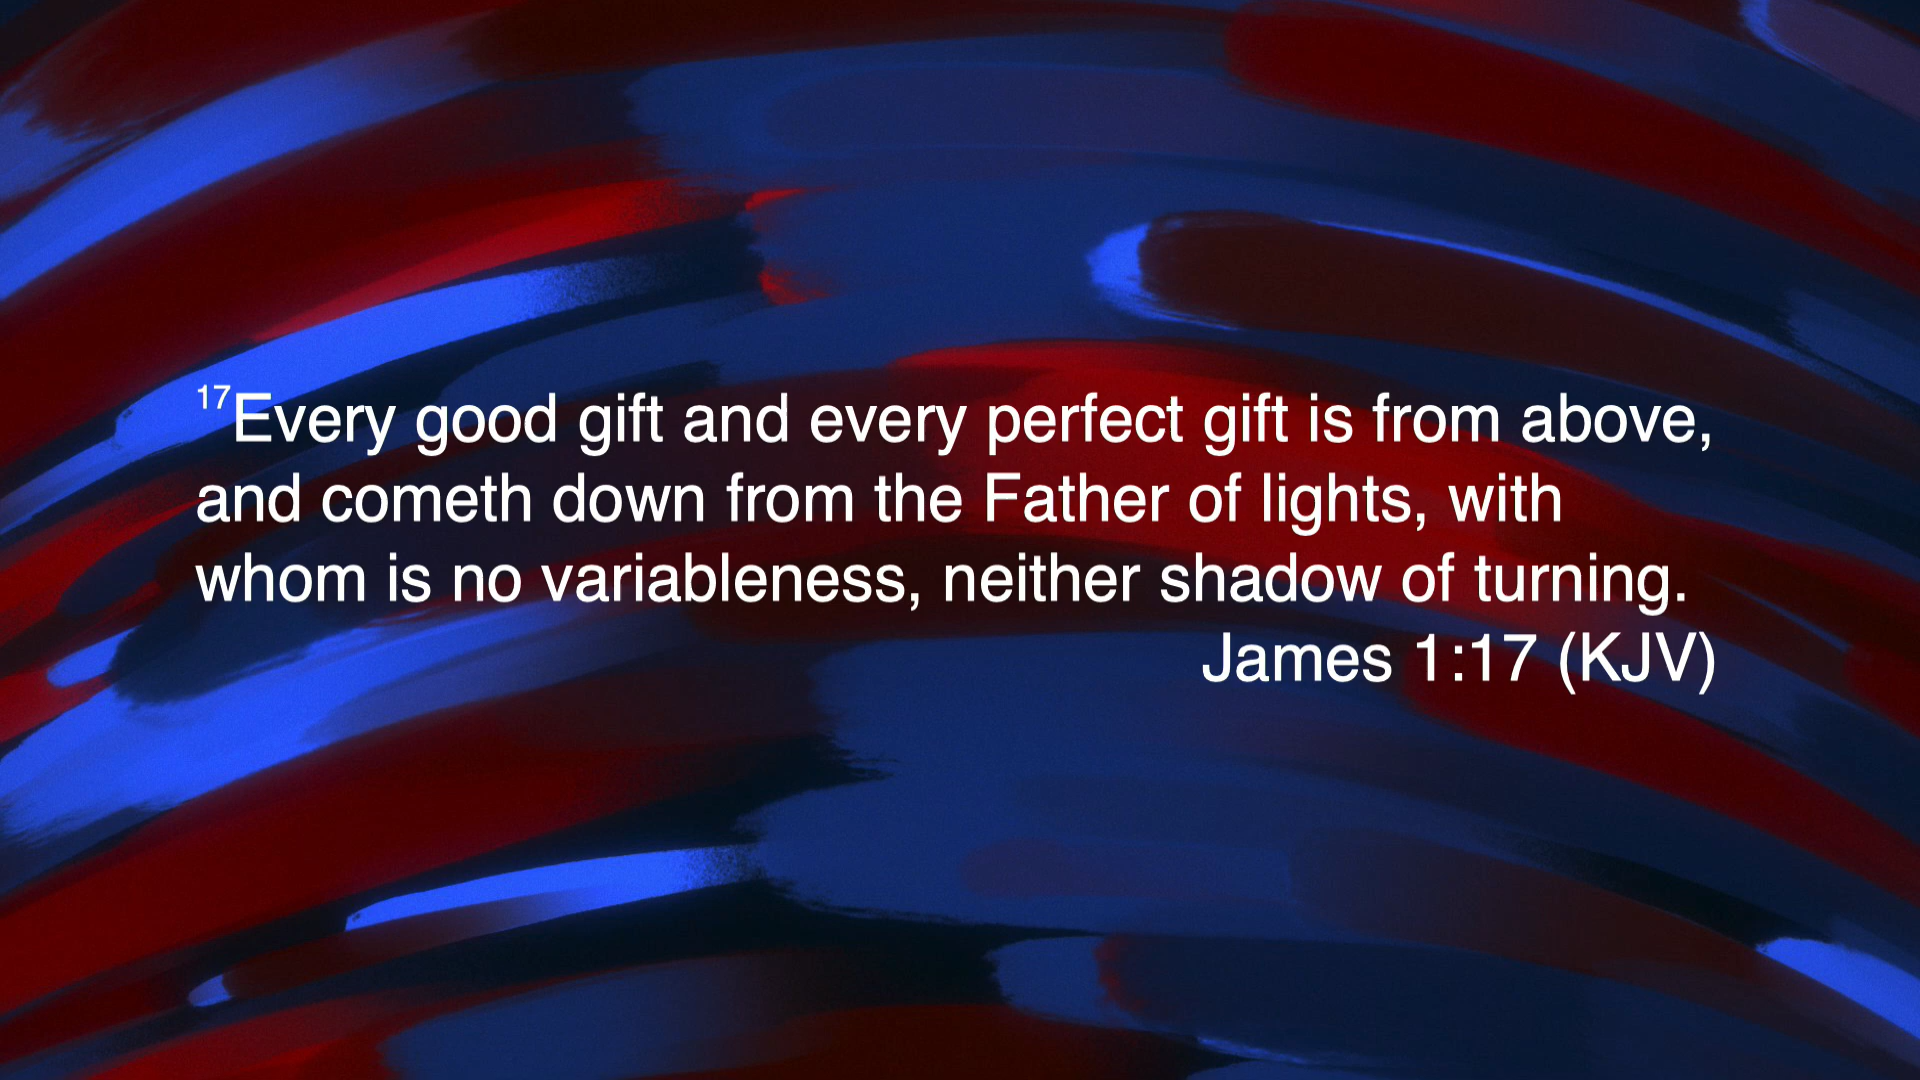 17Every good gift and every perfect gift is from above,
and cometh down from the Father of lights, with
whom is no variableness, neither shadow of turning.
James 1:17 (KJV)